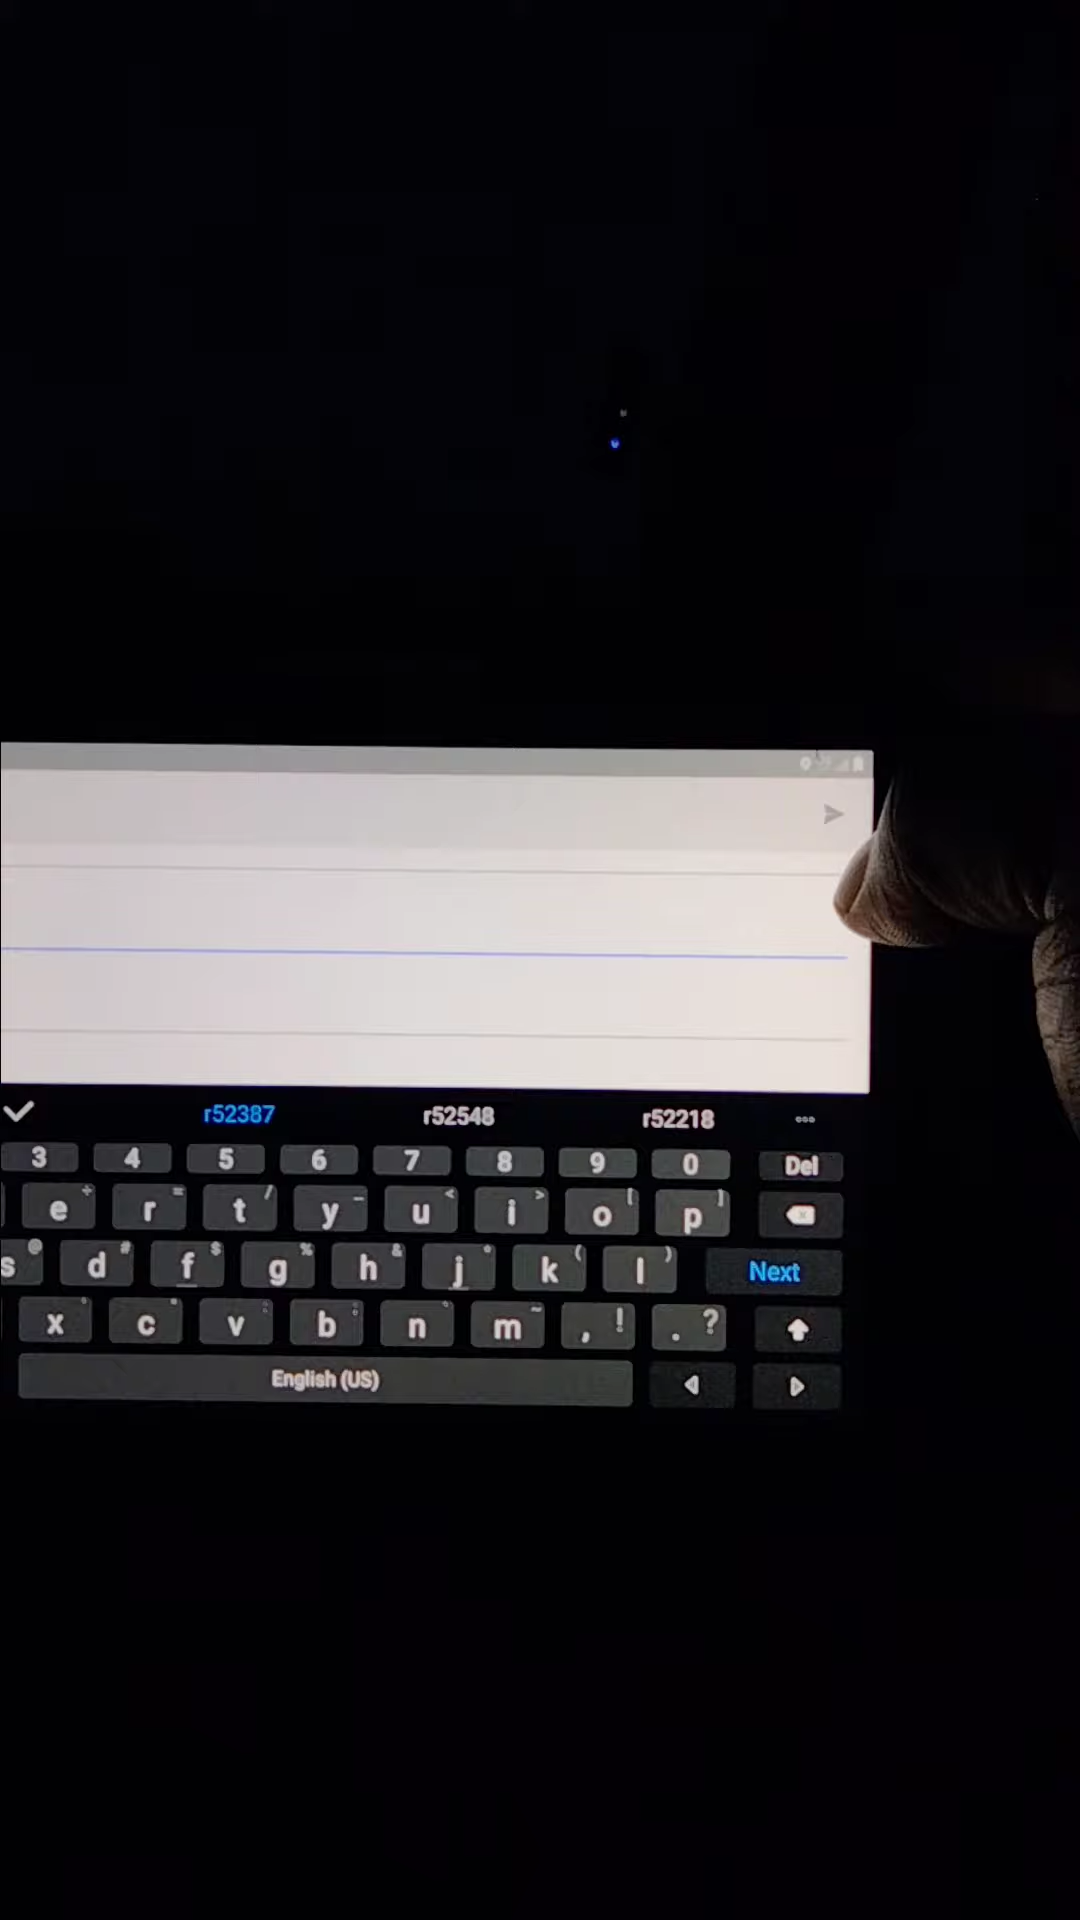 r52387 r52548 r52218
3 4 5 6 7 8 9 0 Del
e ÷ r = t / y _ u < i > o [ p ]
s @ d # f $ g % h & j * k ( l ) Next
x c v b n m ~ , ! . ?
English (US)